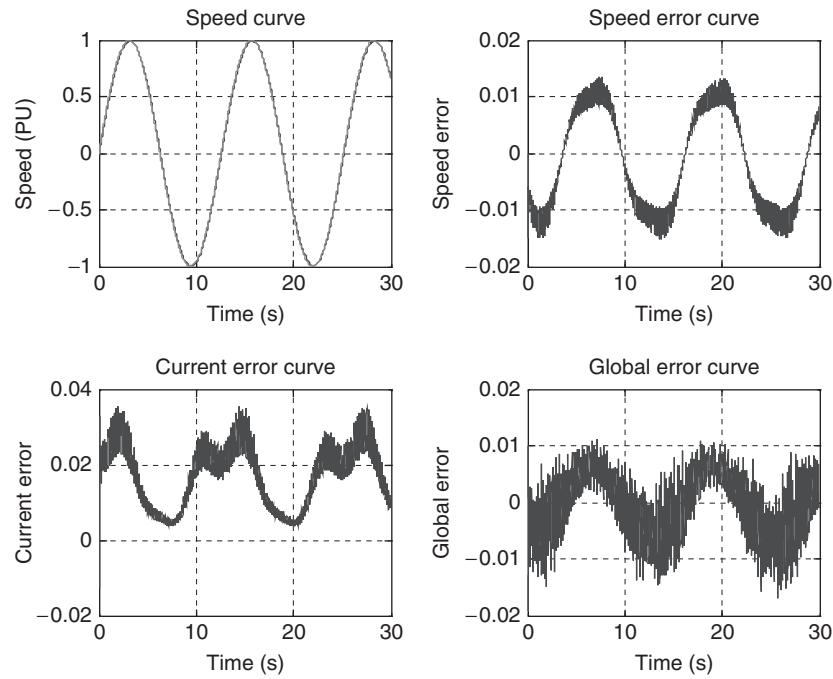 Speed curve
1
0.5
0
−0.5
−1
0
10
20
30
Speed (PU)
Time (s)
Speed error curve
0.02
0.01
0
−0.01
−0.02
0
10
20
30
Speed error
Time (s)
Current error curve
0.04
0.02
0
−0.02
0
10
20
30
Current error
Time (s)
Global error curve
0.02
0.01
0
−0.01
−0.02
0
10
20
30
Global error
Time (s)